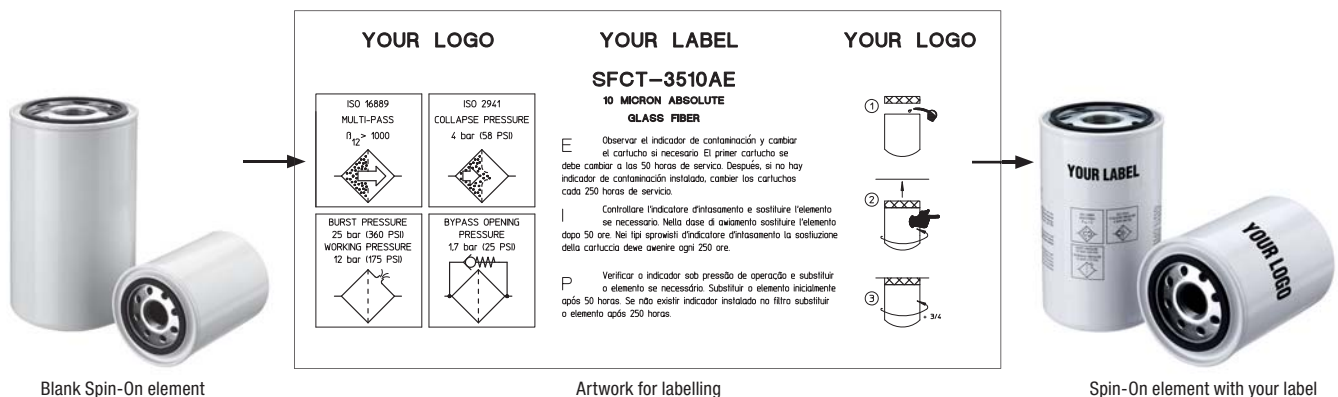 YOUR LOGO
YOUR LABEL
YOUR LOGO
SFCT-3510AE
10 MICRON ABSOLUTE
GLASS FIBER
ISO 16889
MULTI-PASS
β12> 1000
ISO 2941
COLLAPSE PRESSURE
4 bar (58 PSI)
BURST PRESSURE
25 bar (360 PSI)
WORKING PRESSURE
12 bar (175 PSI)
BYPASS OPENING
PRESSURE
1,7 bar (25 PSI)
E Observar el indicador de contaminación y cambiar
el cartucho si necesario El primer cartucho se
debe cambiar a las 50 horas de servico. Después, si no hay
indicador de contaminación instalado, cambier los cartuchos
cada 250 horas de servicio.
I Controllare l'indicatore d'intasamento e sostituire l'elemento
se necessario. Nella dase di awiamento sostituire l'elemento
dopo 50 ore. Nei tipi sprowisti d'indicatore d'intasamento la sostiuzione
della cartuccia dewe awenire ogni 250 ore.
P Verificar o indicador sob pressão de operação e substituir
o elemento se necessário. Substituir o elemento inicialmente
após 50 horas. Se não existir indicador instalado no filtro substituir
o elemento após 250 horas.
1
2
3
+ 3/4
YOUR LABEL
YOUR LOGO
Blank Spin-On element
Artwork for labelling
Spin-On element with your label